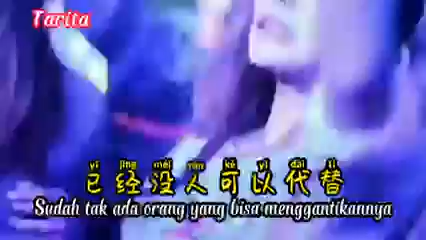 Tarita
yǐ jīng méi rén kě yǐ dài tì
已经没人可以代替
Sudah tak ada orang yang bisa menggantikannya